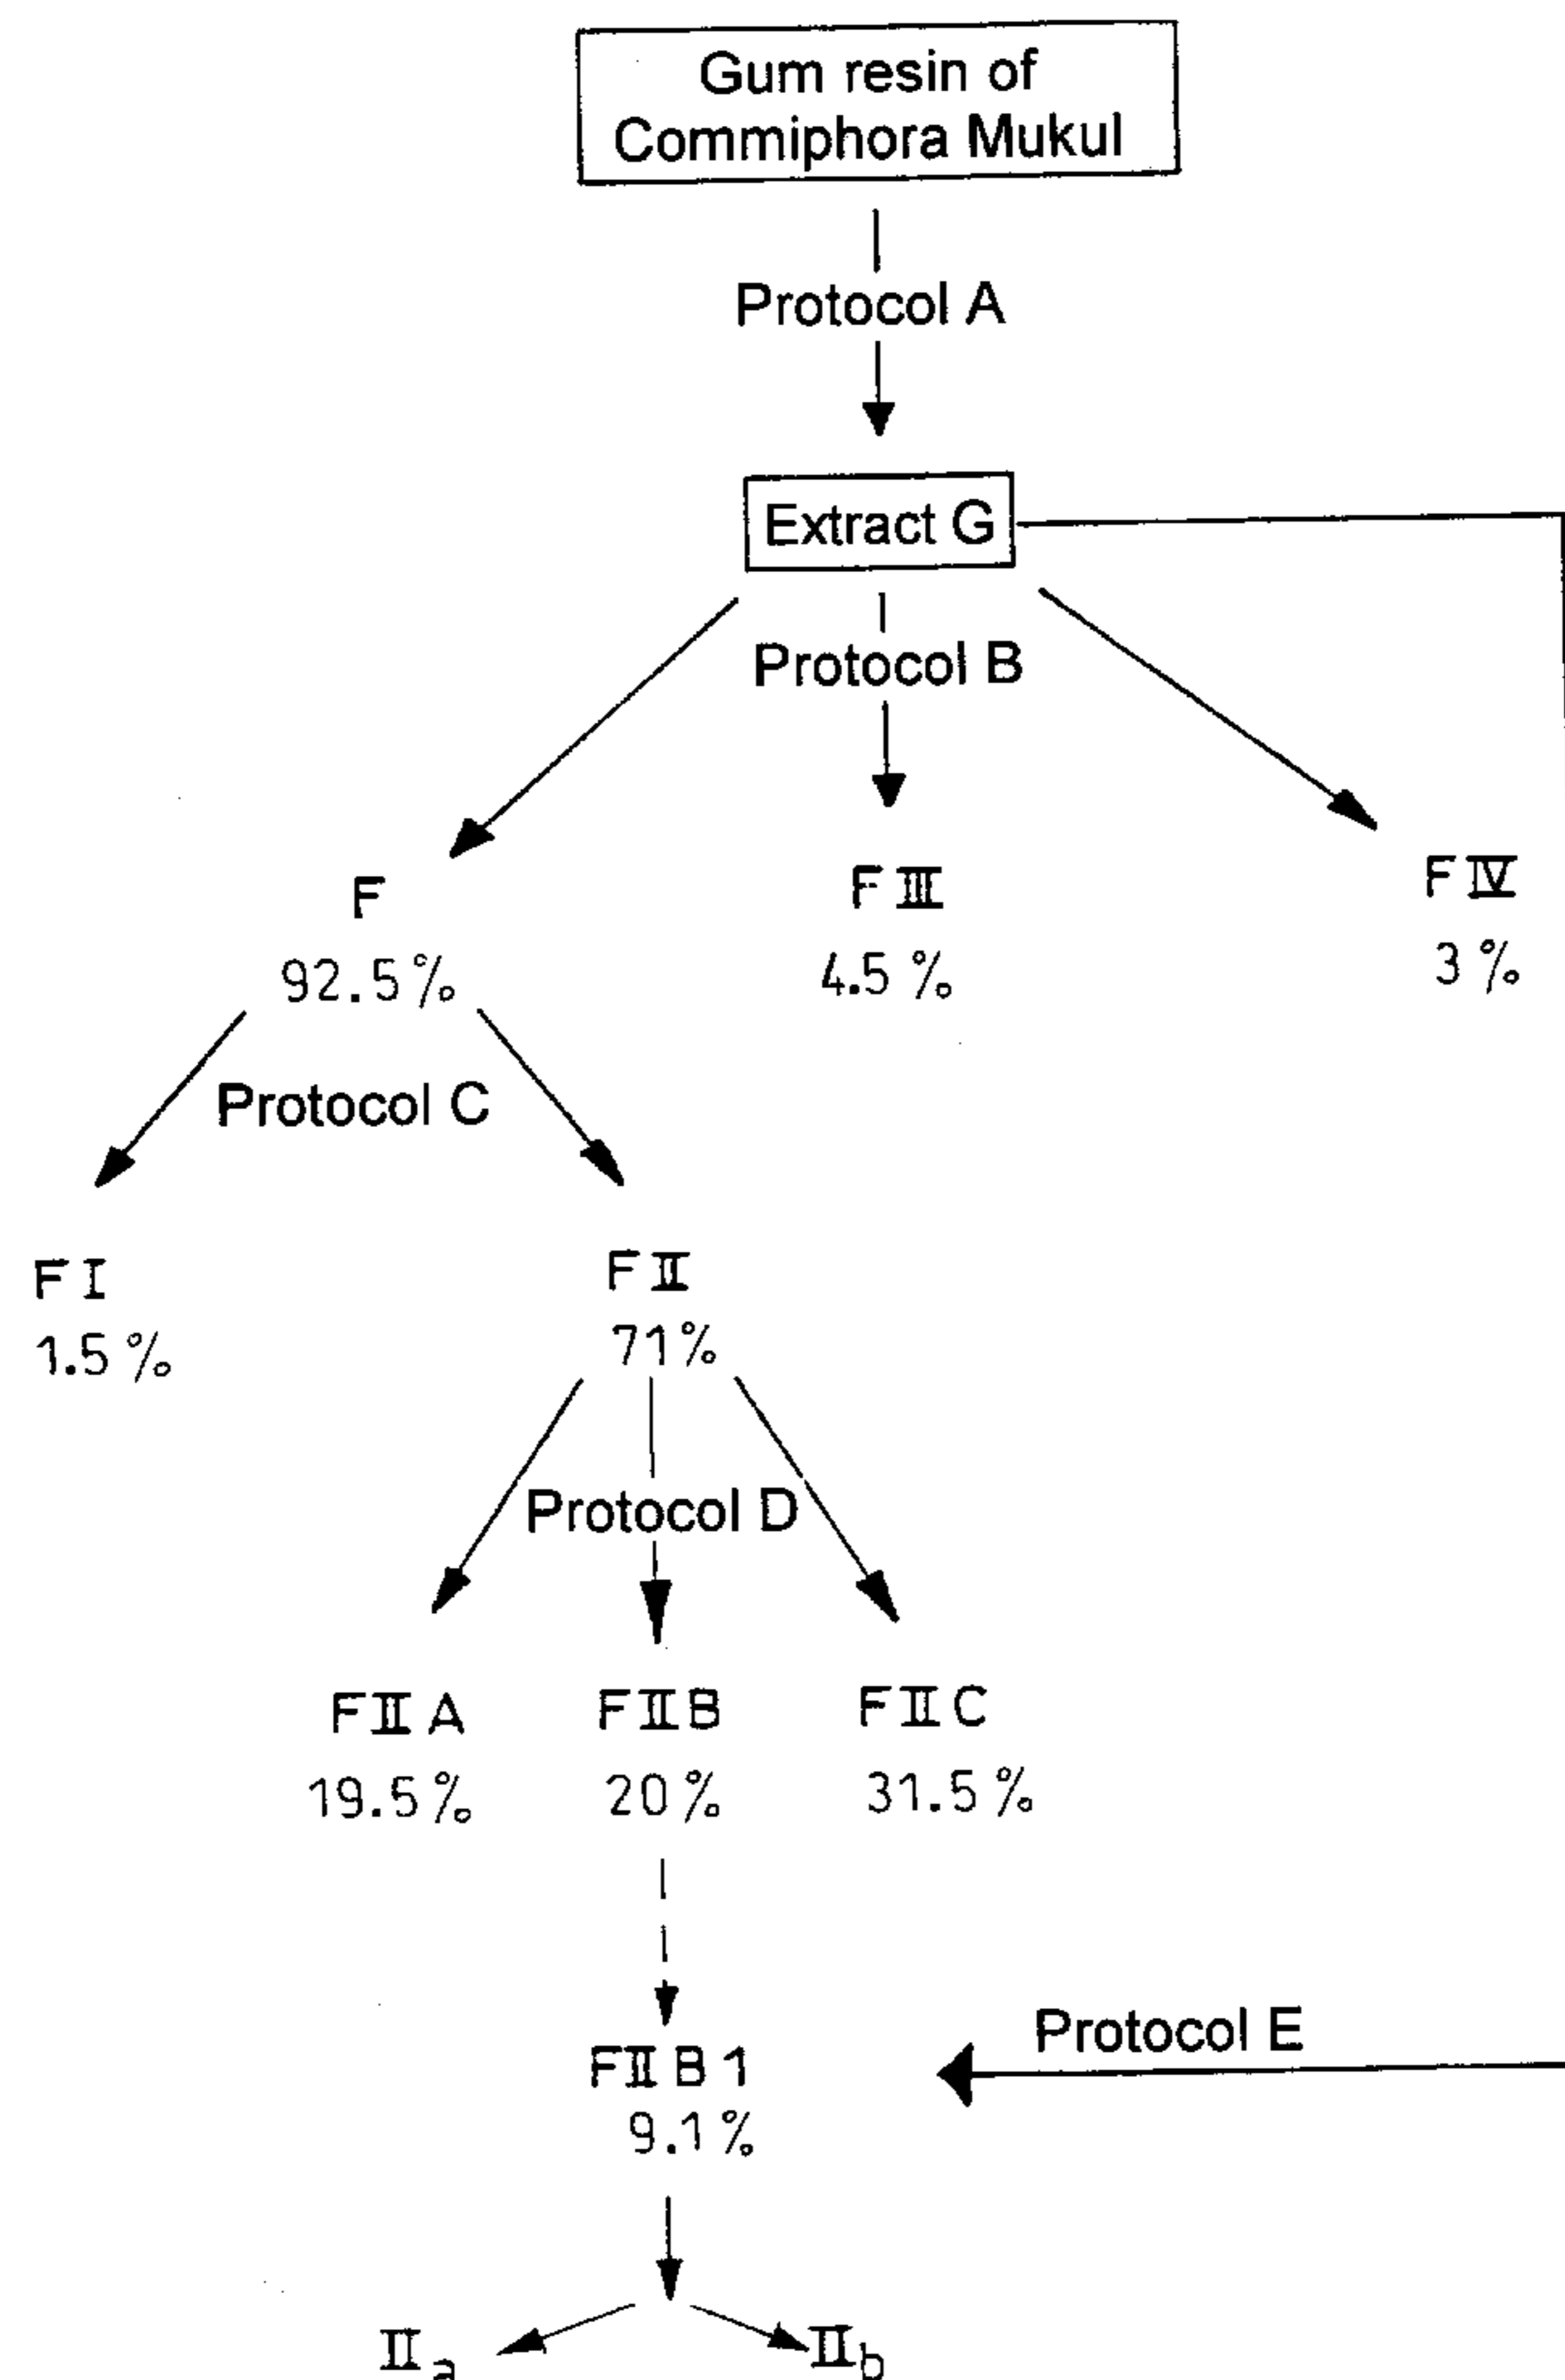 Gum resin of
Commiphora Mukul
Protocol A
Extract G
Protocol B
F
FIII
FIV
92.5%
4.5%
3%
Protocol C
FI
FII
1.5%
71%
Protocol D
FIIA
FIIB
FIIC
19.5%
20%
31.5%
Protocol E
FIIB1
9.1%
IIa
IIb